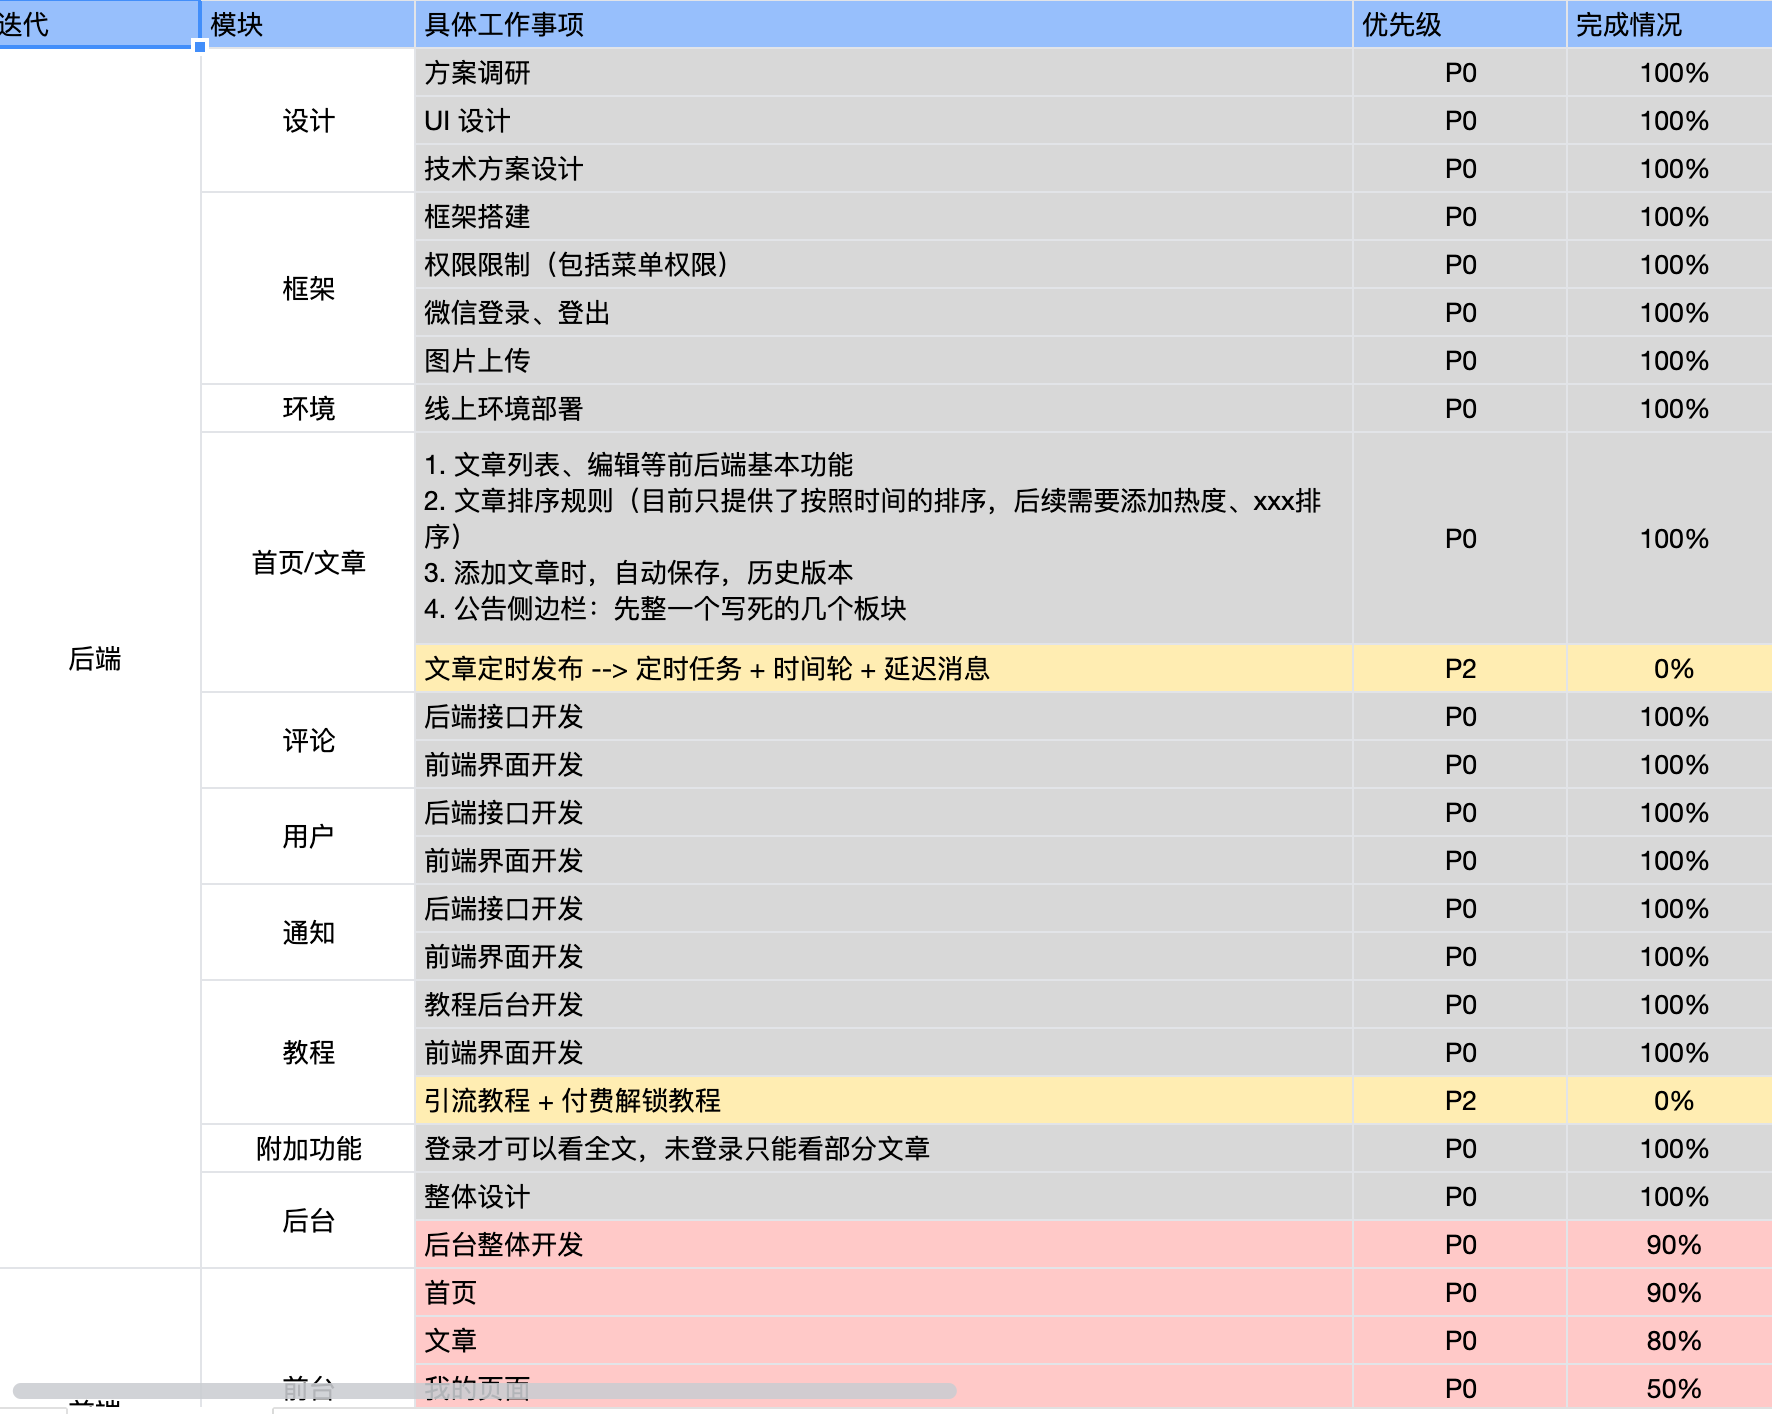 迭代 模块 具体工作事项 优先级 完成情况
后端 设计 方案调研 P0 100%
UI 设计 P0 100%
技术方案设计 P0 100%
框架 框架搭建 P0 100%
权限限制（包括菜单权限） P0 100%
微信登录、登出 P0 100%
图片上传 P0 100%
环境 线上环境部署 P0 100%
首页/文章 1. 文章列表、编辑等前后端基本功能
2. 文章排序规则（目前只提供了按照时间的排序，后续需要添加热度、xxx排
序）
3. 添加文章时，自动保存，历史版本
4. 公告侧边栏：先整一个写死的几个板块
P0 100%
文章定时发布 --> 定时任务 + 时间轮 + 延迟消息 P2 0%
评论 后端接口开发 P0 100%
前端界面开发 P0 100%
用户 后端接口开发 P0 100%
前端界面开发 P0 100%
通知 后端接口开发 P0 100%
前端界面开发 P0 100%
教程 教程后台开发 P0 100%
前端界面开发 P0 100%
引流教程 + 付费解锁教程 P2 0%
附加功能 登录才可以看全文，未登录只能看部分文章 P0 100%
后台 整体设计 P0 100%
后台整体开发 P0 90%
前台 首页 P0 90%
文章 P0 80%
我的页面 P0 50%